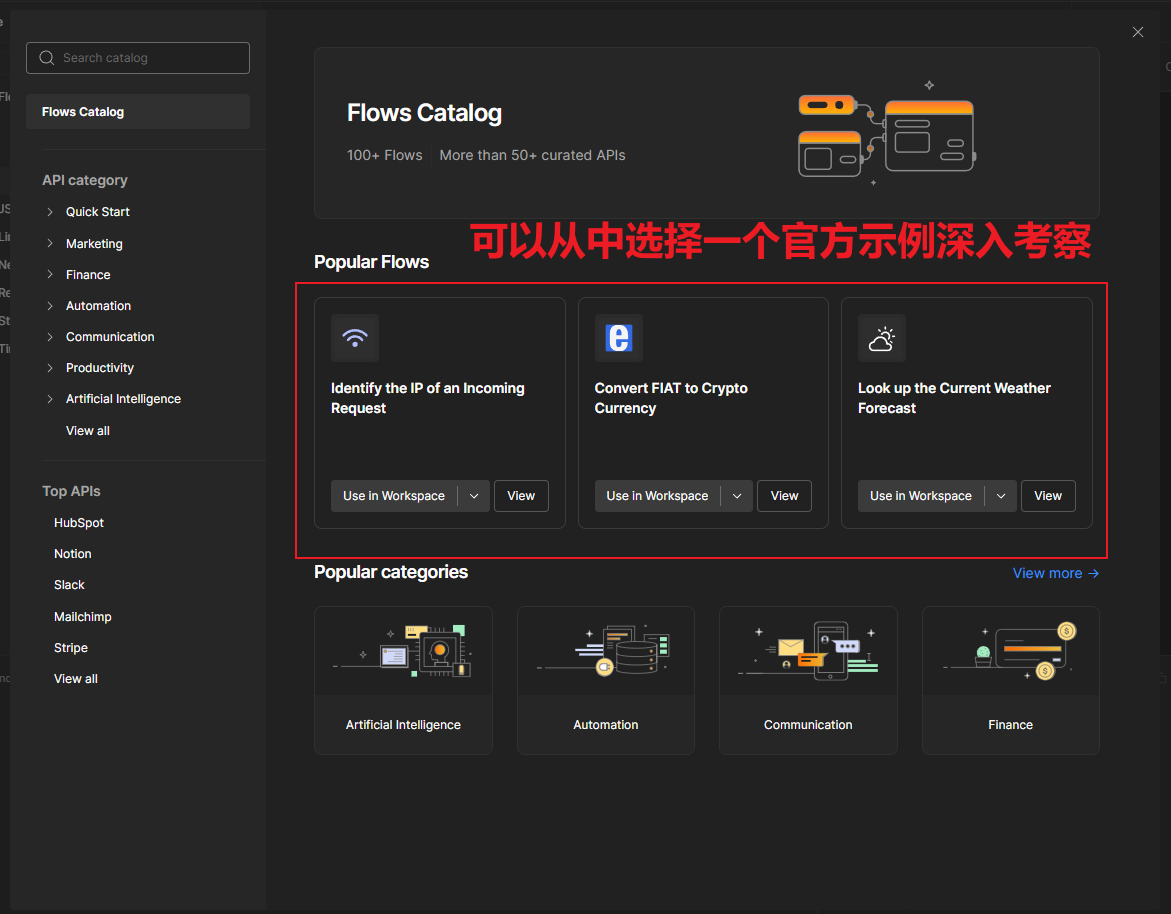 Search catalog
Flows Catalog
API category
Quick Start
Marketing
Finance
Automation
Communication
Productivity
Artificial Intelligence
View all
Top APIs
HubSpot
Notion
Slack
Mailchimp
Stripe
View all
Flows Catalog
100+ Flows
More than 50+ curated APIs
可以从中选择一个官方示例深入考察
Popular Flows
Identify the IP of an Incoming
Request
Use in Workspace
View
Convert FIAT to Crypto
Currency
Use in Workspace
View
Look up the Current Weather
Forecast
Use in Workspace
View
Popular categories
View more →
Artificial Intelligence
Automation
Communication
Finance